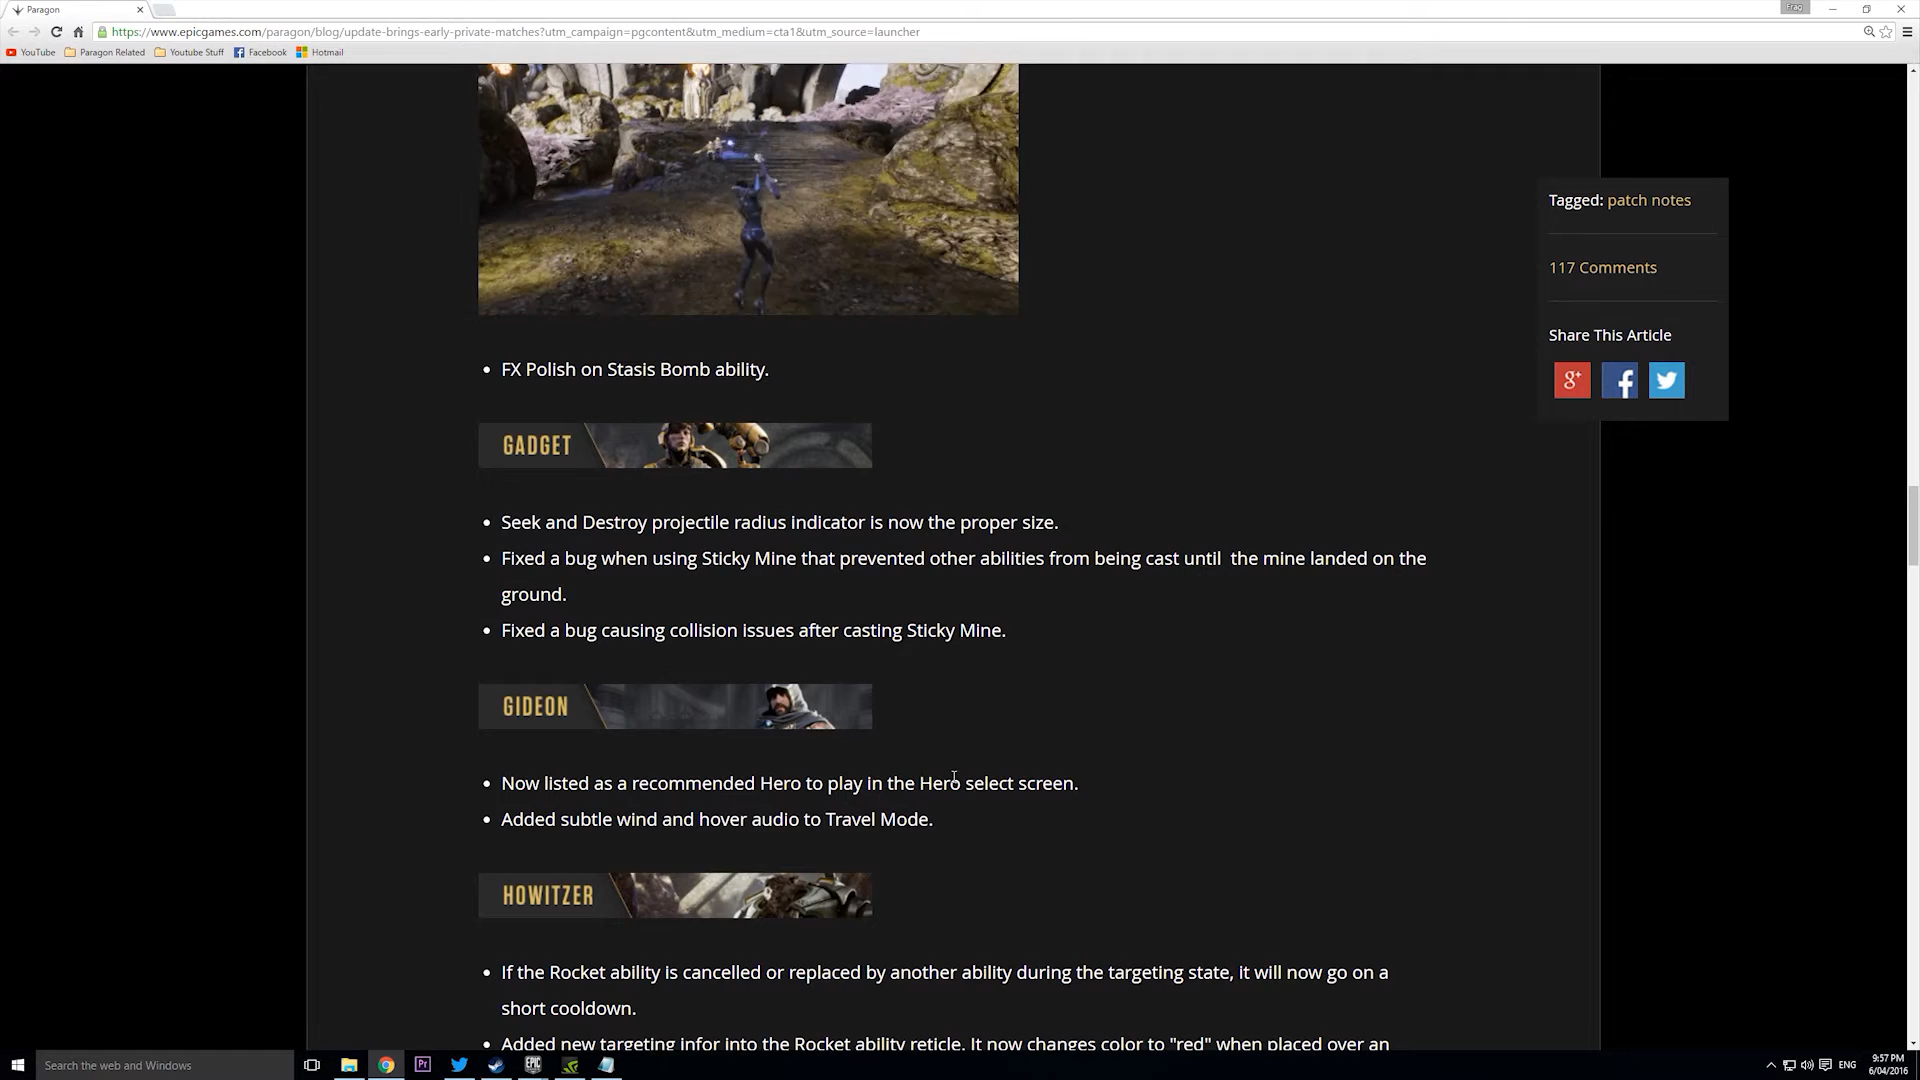 Paragon
Frag
https://www.epicgames.com/paragon/blog/update-brings-early-private-matches?utm_campaign=pgcontent&utm_medium=cta1&utm_source=launcher
YouTube Paragon Related Youtube Stuff Facebook Hotmail
Tagged: patch notes
117 Comments
Share This Article
g+ f
FX Polish on Stasis Bomb ability.
GADGET
Seek and Destroy projectile radius indicator is now the proper size.
Fixed a bug when using Sticky Mine that prevented other abilities from being cast until the mine landed on the
ground.
Fixed a bug causing collision issues after casting Sticky Mine.
GIDEON
Now listed as a recommended Hero to play in the Hero select screen.
Added subtle wind and hover audio to Travel Mode.
HOWITZER
If the Rocket ability is cancelled or replaced by another ability during the targeting state, it will now go on a
short cooldown.
Added new targeting infor into the Rocket ability reticle. It now changes color to "red" when placed over an
Search the web and Windows
Pr
EPIC
ENG
9:57 PM
6/04/2016